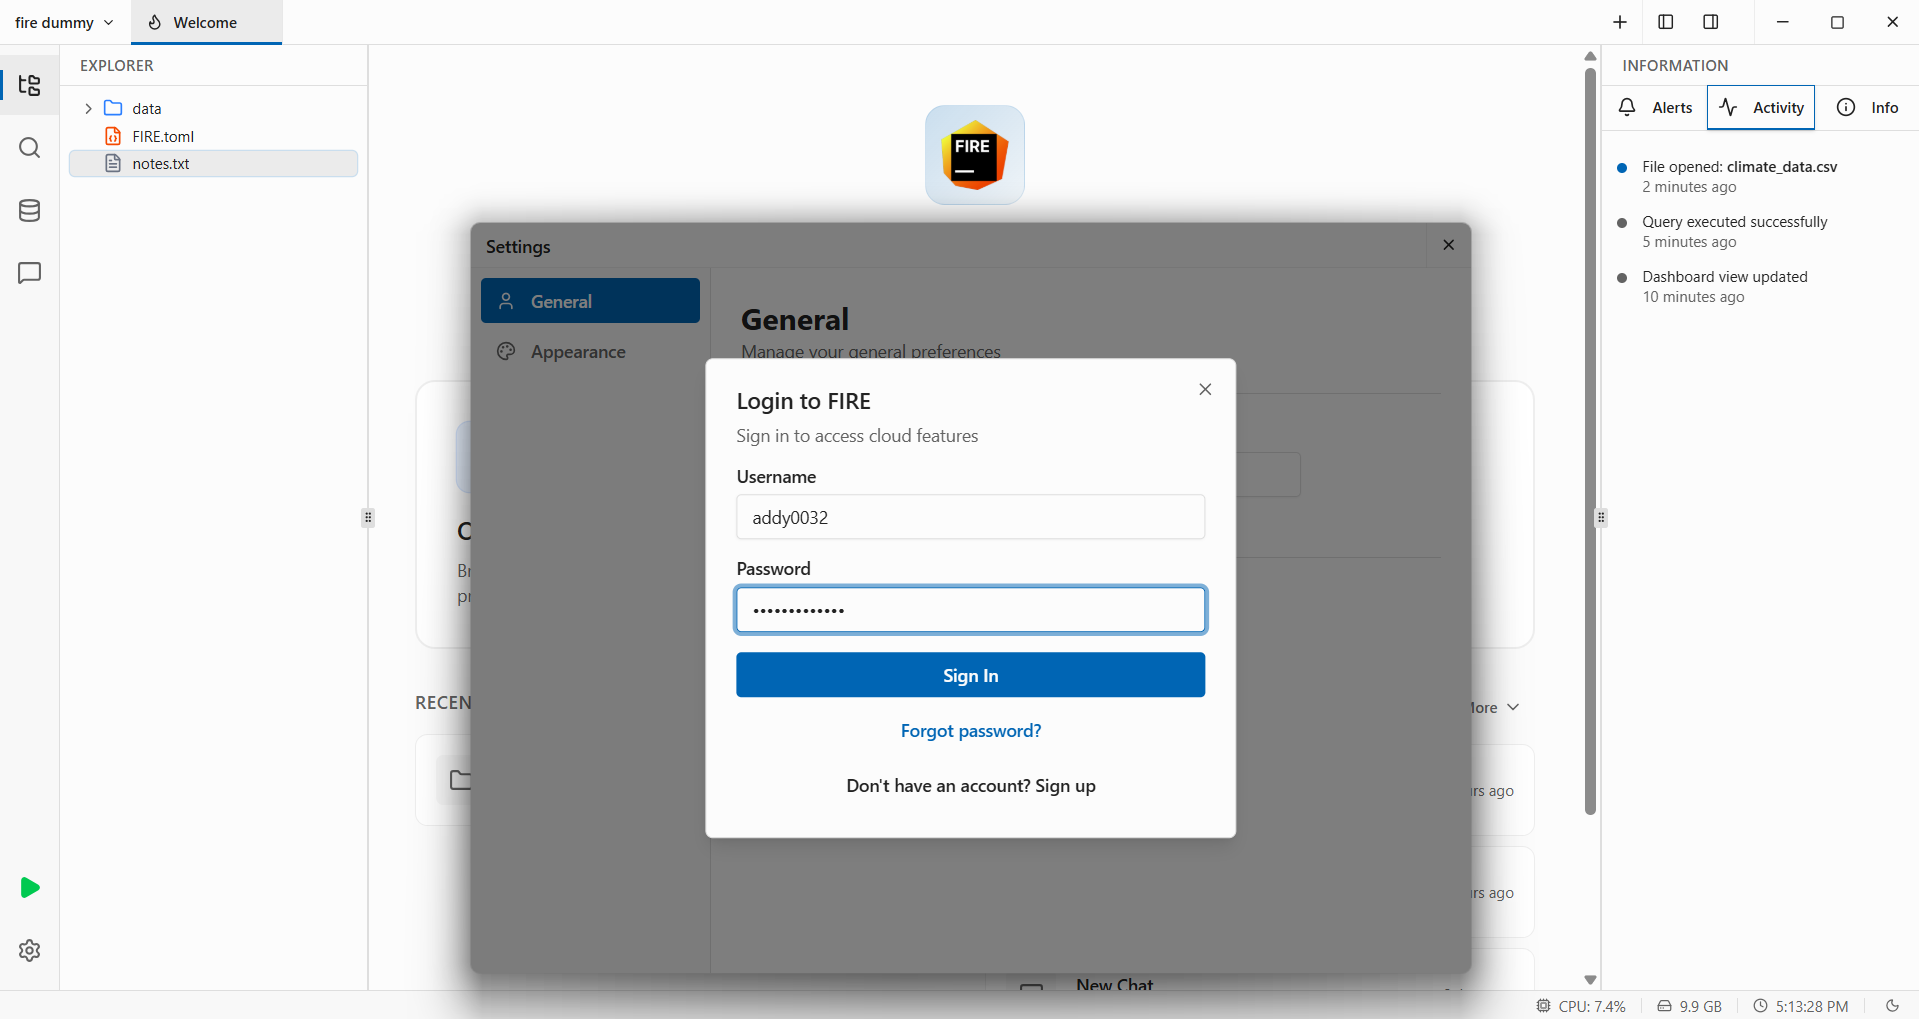 fire dummy
Welcome
EXPLORER
data
FIRE.toml
notes.txt
FIRE
Settings
General
Appearance
General
Manage your general preferences
Login to FIRE
Sign in to access cloud features
Username
addy0032
Password
•••••••••••••
Sign In
Forgot password?
Don't have an account? Sign up
RECEN
ago
ago
New Chat
INFORMATION
Alerts
Activity
Info
File opened: climate_data.csv
2 minutes ago
Query executed successfully
5 minutes ago
Dashboard view updated
10 minutes ago
CPU: 7.4%
9.9 GB
5:13:28 PM